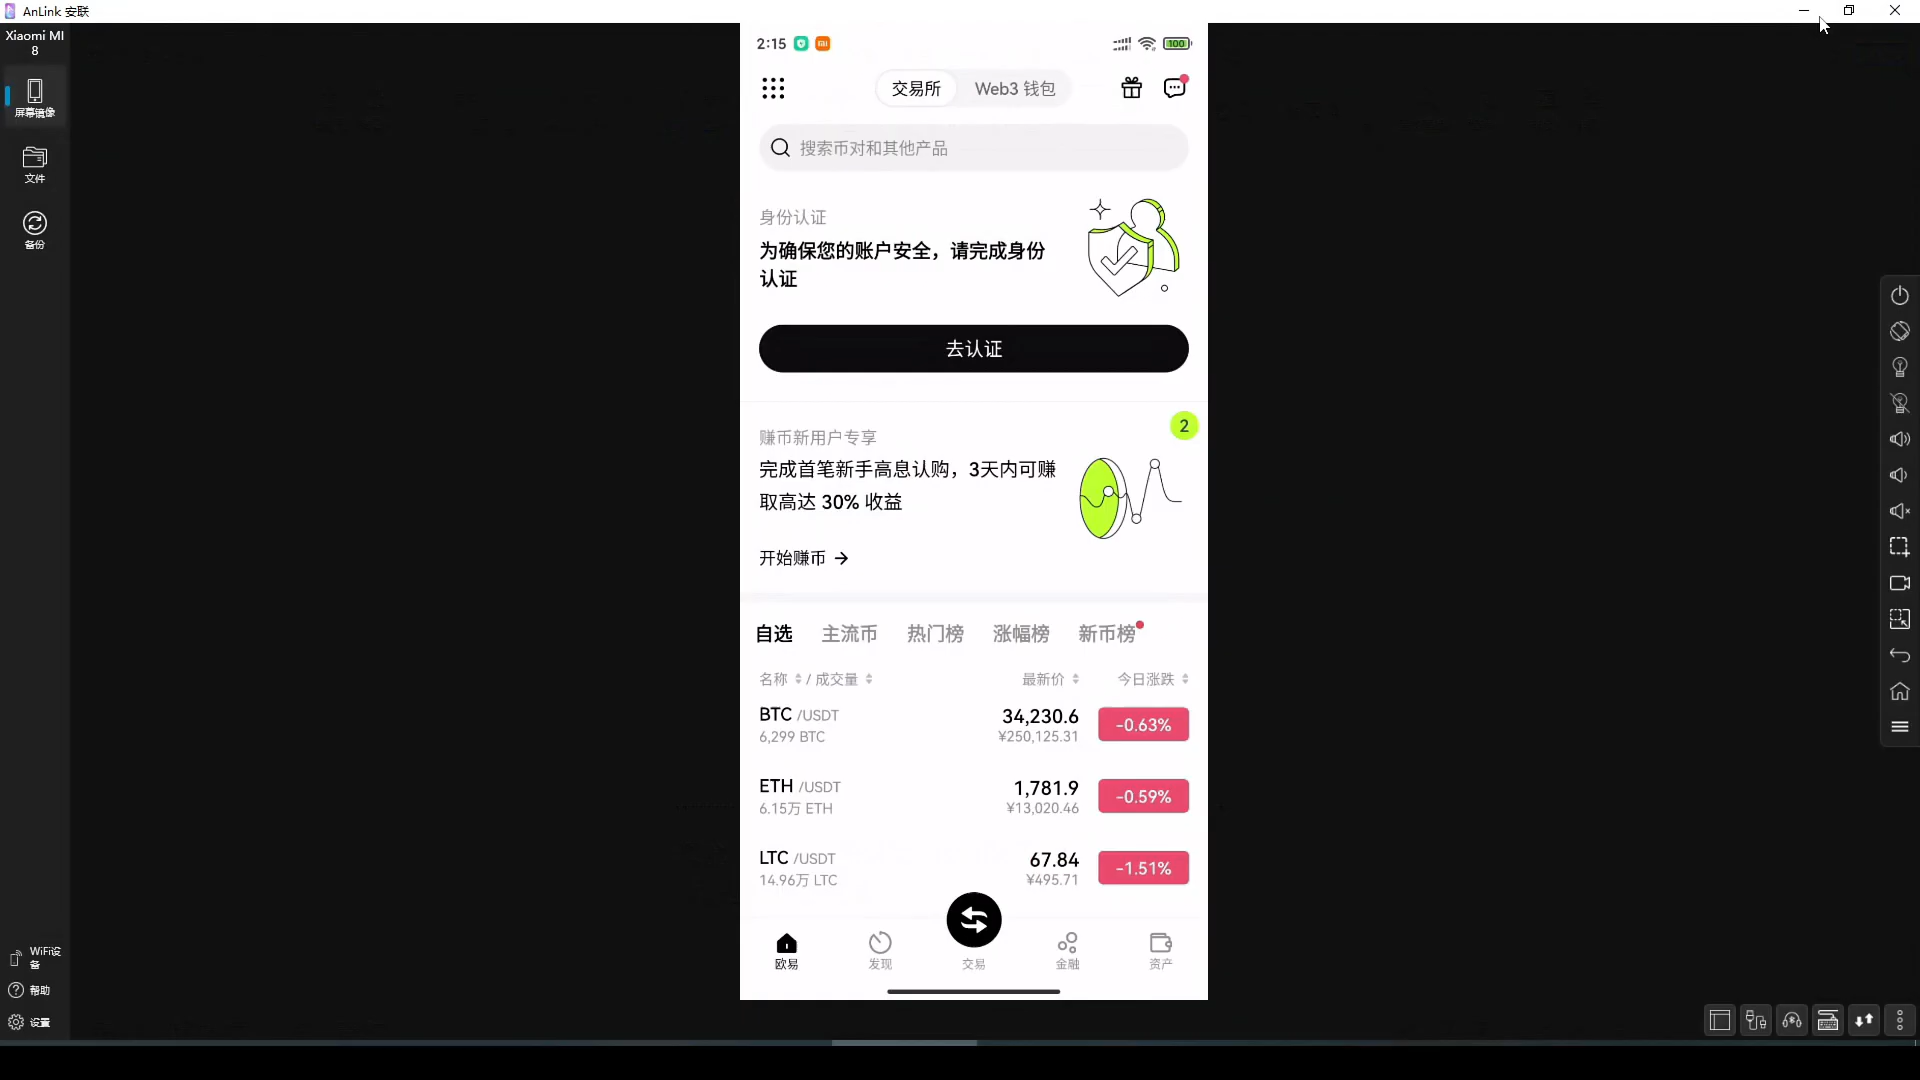 AnLink 安联
Xiaomi MI
8
屏幕镜像
文件
备份
WiFi设
备
帮助
设置
2:15
100
交易所
Web3 钱包
搜索币对和其他产品
身份认证
为确保您的账户安全，请完成身份
认证
去认证
2
赚币新用户专享
完成首笔新手高息认购，3天内可赚
取高达 30% 收益
开始赚币
自选 主流币 热门榜 涨幅榜 新币榜
名称 / 成交量 最新价 今日涨跌
BTC /USDT 34,230.6 -0.63%
6,299 BTC ¥250,125.31
ETH /USDT 1,781.9 -0.59%
6.15万 ETH ¥13,020.46
LTC /USDT 67.84 -1.51%
14.96万 LTC ¥495.71
欧易 发现 交易 金融 资产